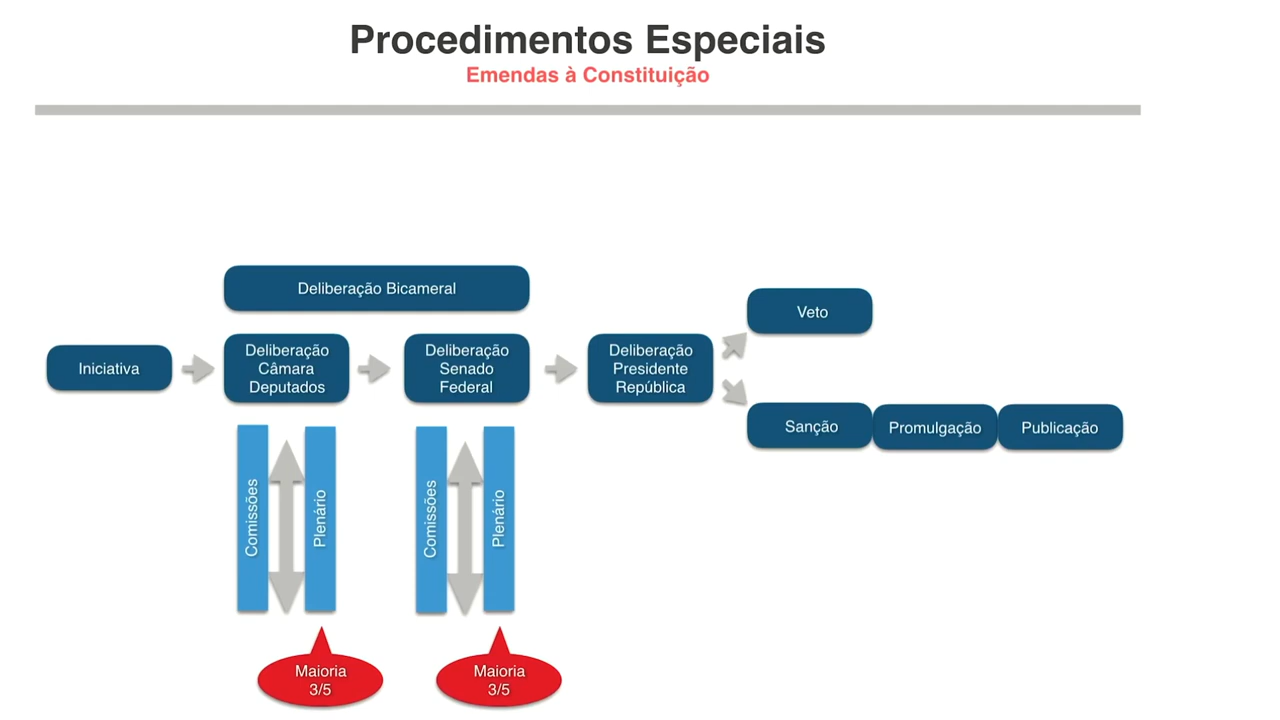 Procedimentos Especiais
Emendas à Constituição
Deliberação Bicameral
Iniciativa
Deliberação
Câmara
Deputados
Deliberação
Senado
Federal
Deliberação
Presidente
República
Veto
Sanção
Promulgação
Publicação
Comissões
Plenário
Comissões
Plenário
Maioria
3/5
Maioria
3/5